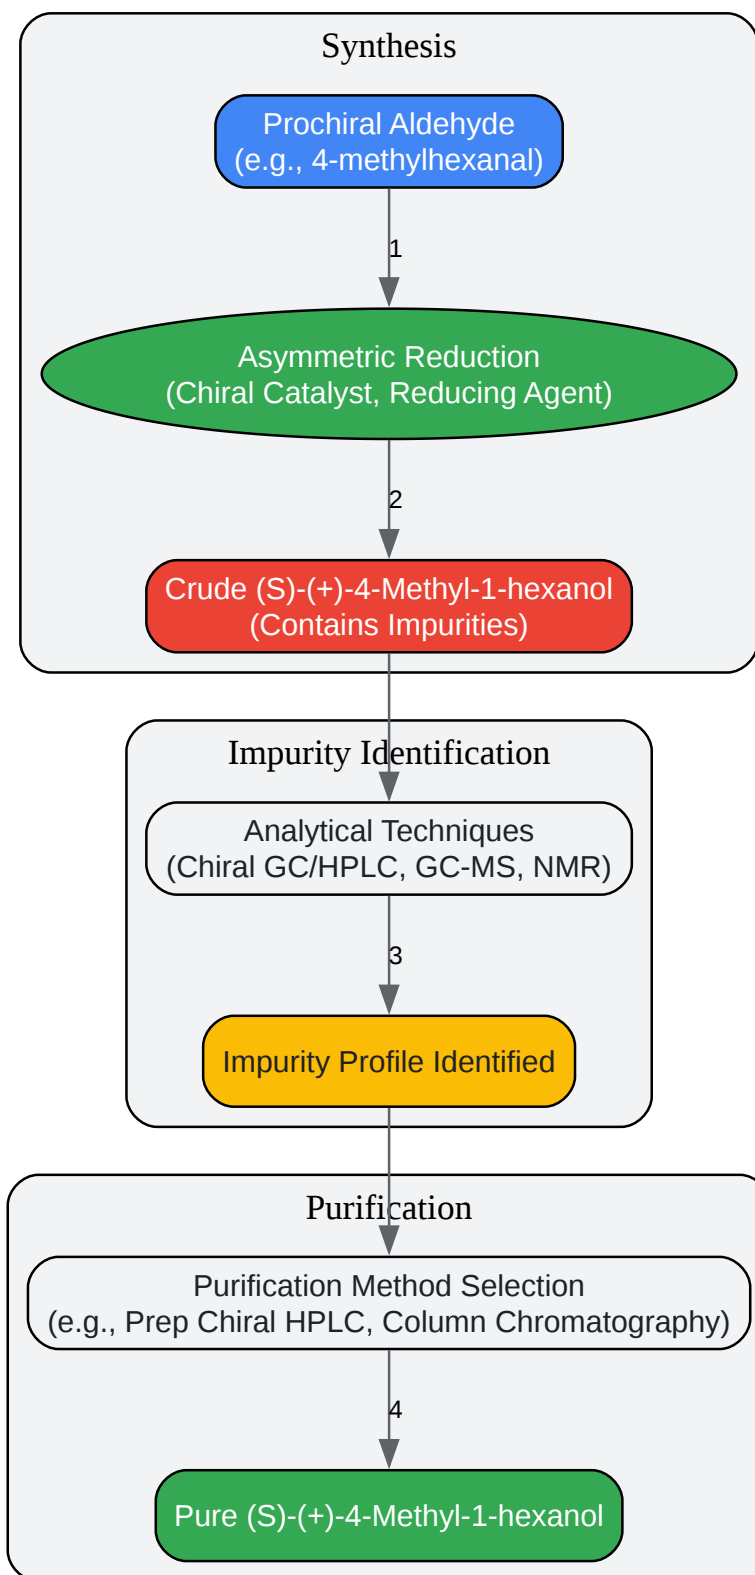 Synthesis
Prochiral Aldehyde
(e.g., 4-methylhexanal)
1
Asymmetric Reduction
(Chiral Catalyst, Reducing Agent)
2
Crude (S)-(+)-4-Methyl-1-hexanol
(Contains Impurities)
Impurity Identification
Analytical Techniques
(Chiral GC/HPLC, GC-MS, NMR)
3
Impurity Profile Identified
Purification
Purification Method Selection
(e.g., Prep Chiral HPLC, Column Chromatography)
4
Pure (S)-(+)-4-Methyl-1-hexanol